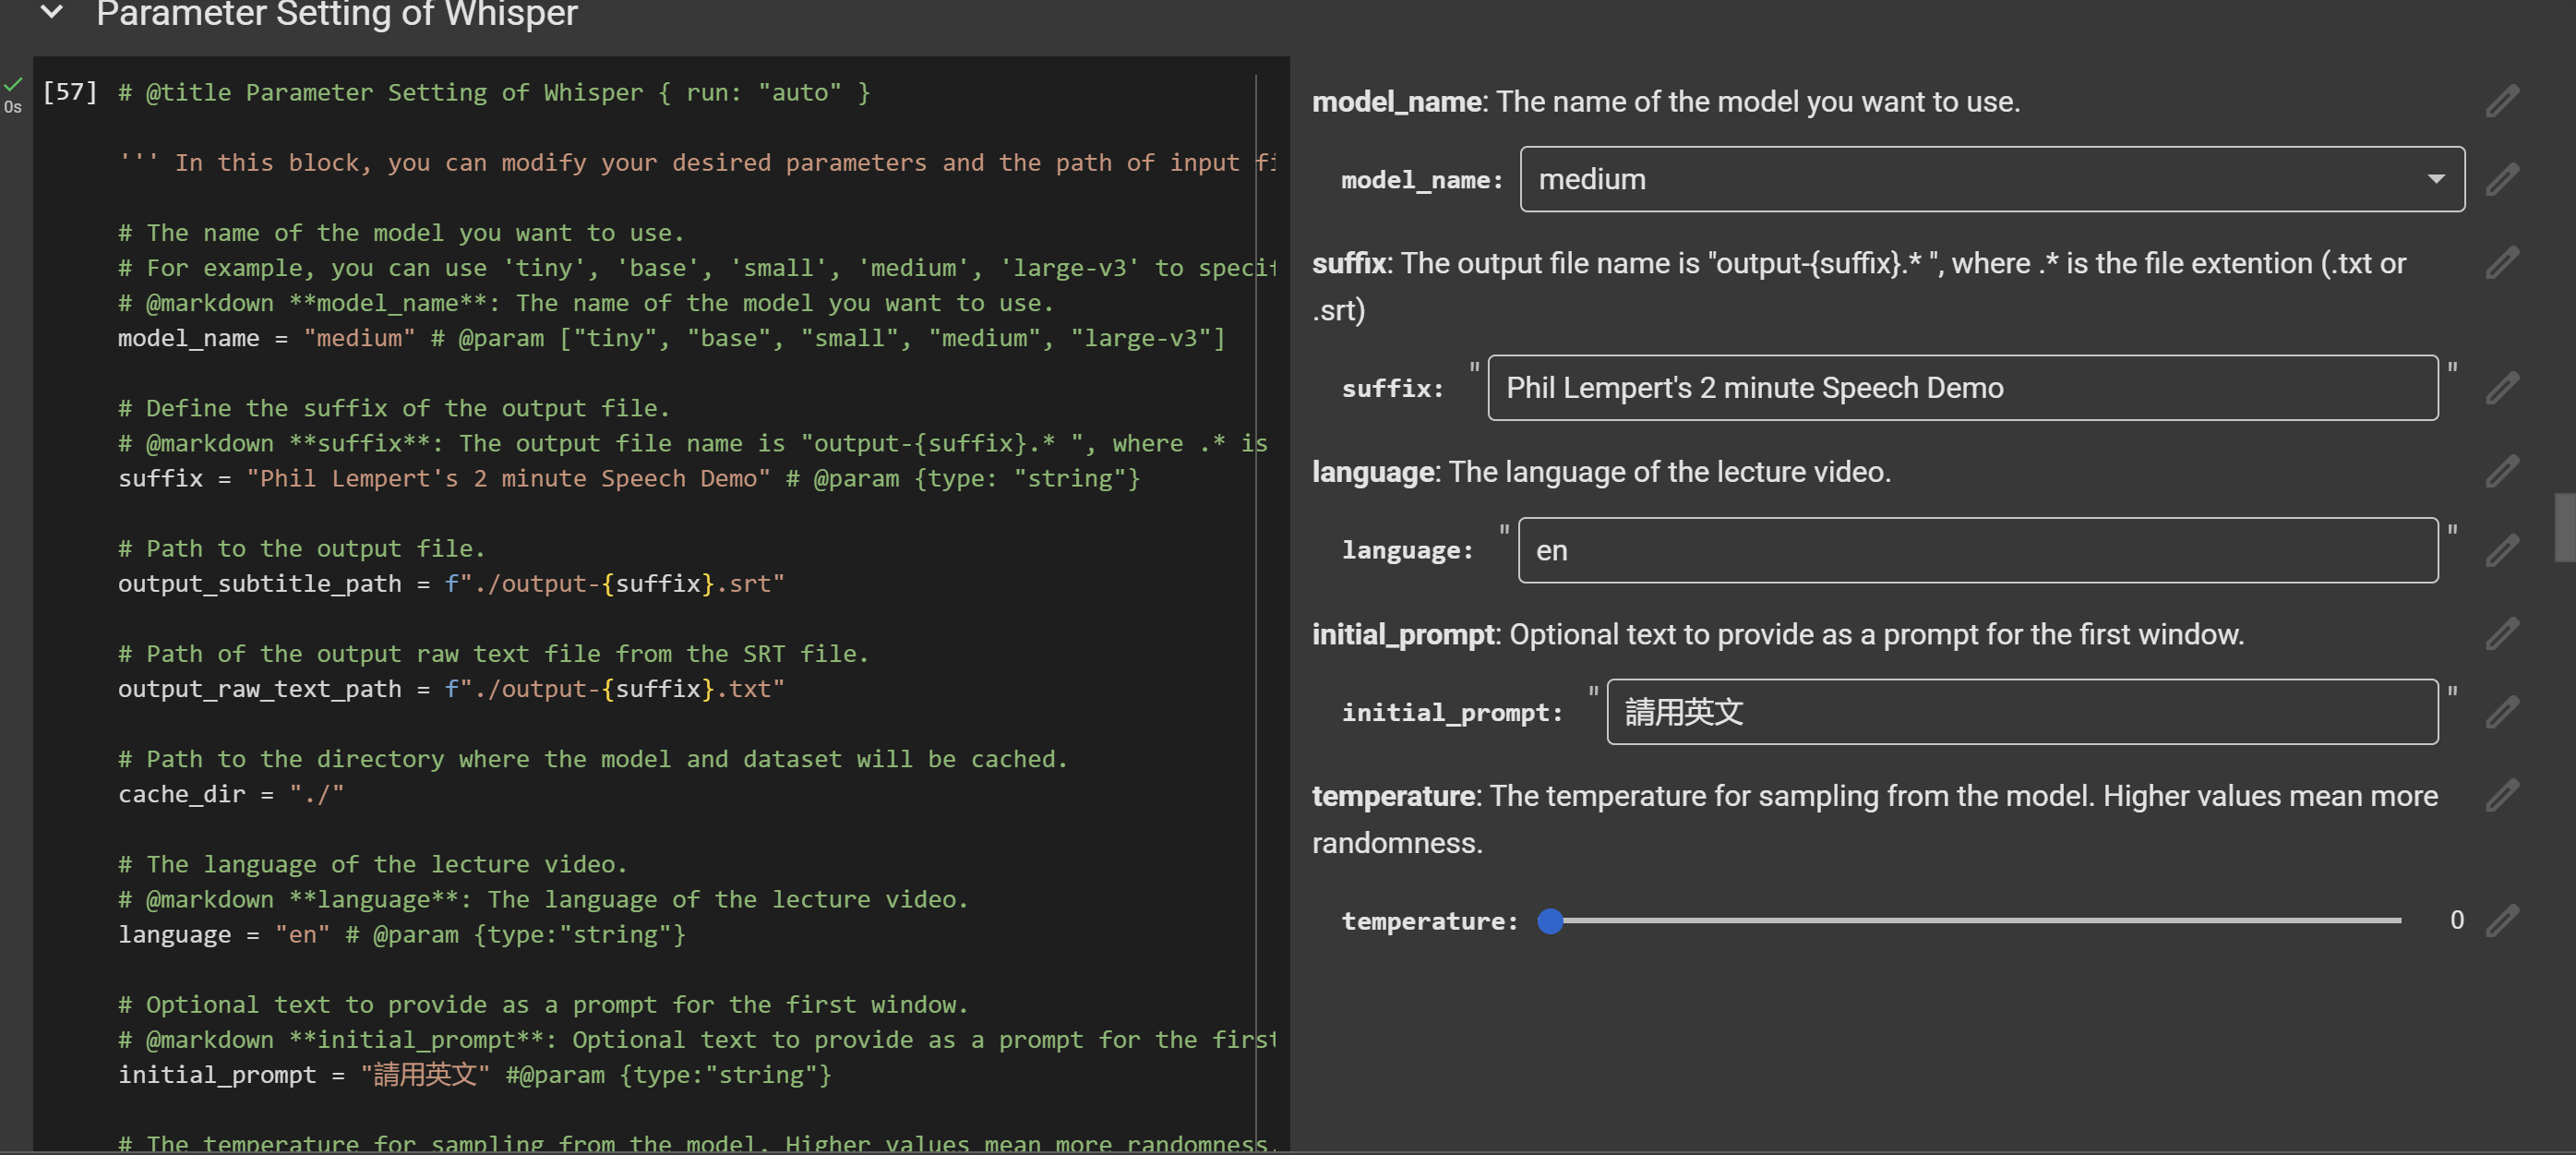 Parameter Setting of Whisper
[57] # @title Parameter Setting of Whisper { run: "auto" }
0s
''' In this block, you can modify your desired parameters and the path of input
# The name of the model you want to use.
# For example, you can use 'tiny', 'base', 'small', 'medium', 'large-v3' to
# @markdown **model_name**: The name of the model you want to use.
model_name = "medium" # @param ["tiny", "base", "small", "medium", "large-v3"]
# Define the suffix of the output file.
# @markdown **suffix**: The output file name is "output-{suffix}.* ", where .* is
suffix = "Phil Lempert's 2 minute Speech Demo" # @param {type: "string"}
# Path to the output file.
output_subtitle_path = f"./output-{suffix}.srt"
# Path of the output raw text file from the SRT file.
output_raw_text_path = f"./output-{suffix}.txt"
# Path to the directory where the model and dataset will be cached.
cache_dir = "./"
# The language of the lecture video.
# @markdown **language**: The language of the lecture video.
language = "en" # @param {type:"string"}
# Optional text to provide as a prompt for the first window.
# @markdown **initial_prompt**: Optional text to provide as a prompt for the first
initial_prompt = "請用英文" #@param {type:"string"}
# The temperature for sampling from the model. Higher values mean more randomness.
model_name: The name of the model you want to use.
model_name: medium
suffix: The output file name is "output-{suffix}.* ", where .* is the file extention (.txt or
.srt)
suffix: " Phil Lempert's 2 minute Speech Demo "
language: The language of the lecture video.
language: " en "
initial_prompt: Optional text to provide as a prompt for the first window.
initial_prompt: " 請用英文 "
temperature: The temperature for sampling from the model. Higher values mean more
randomness.
temperature: 0